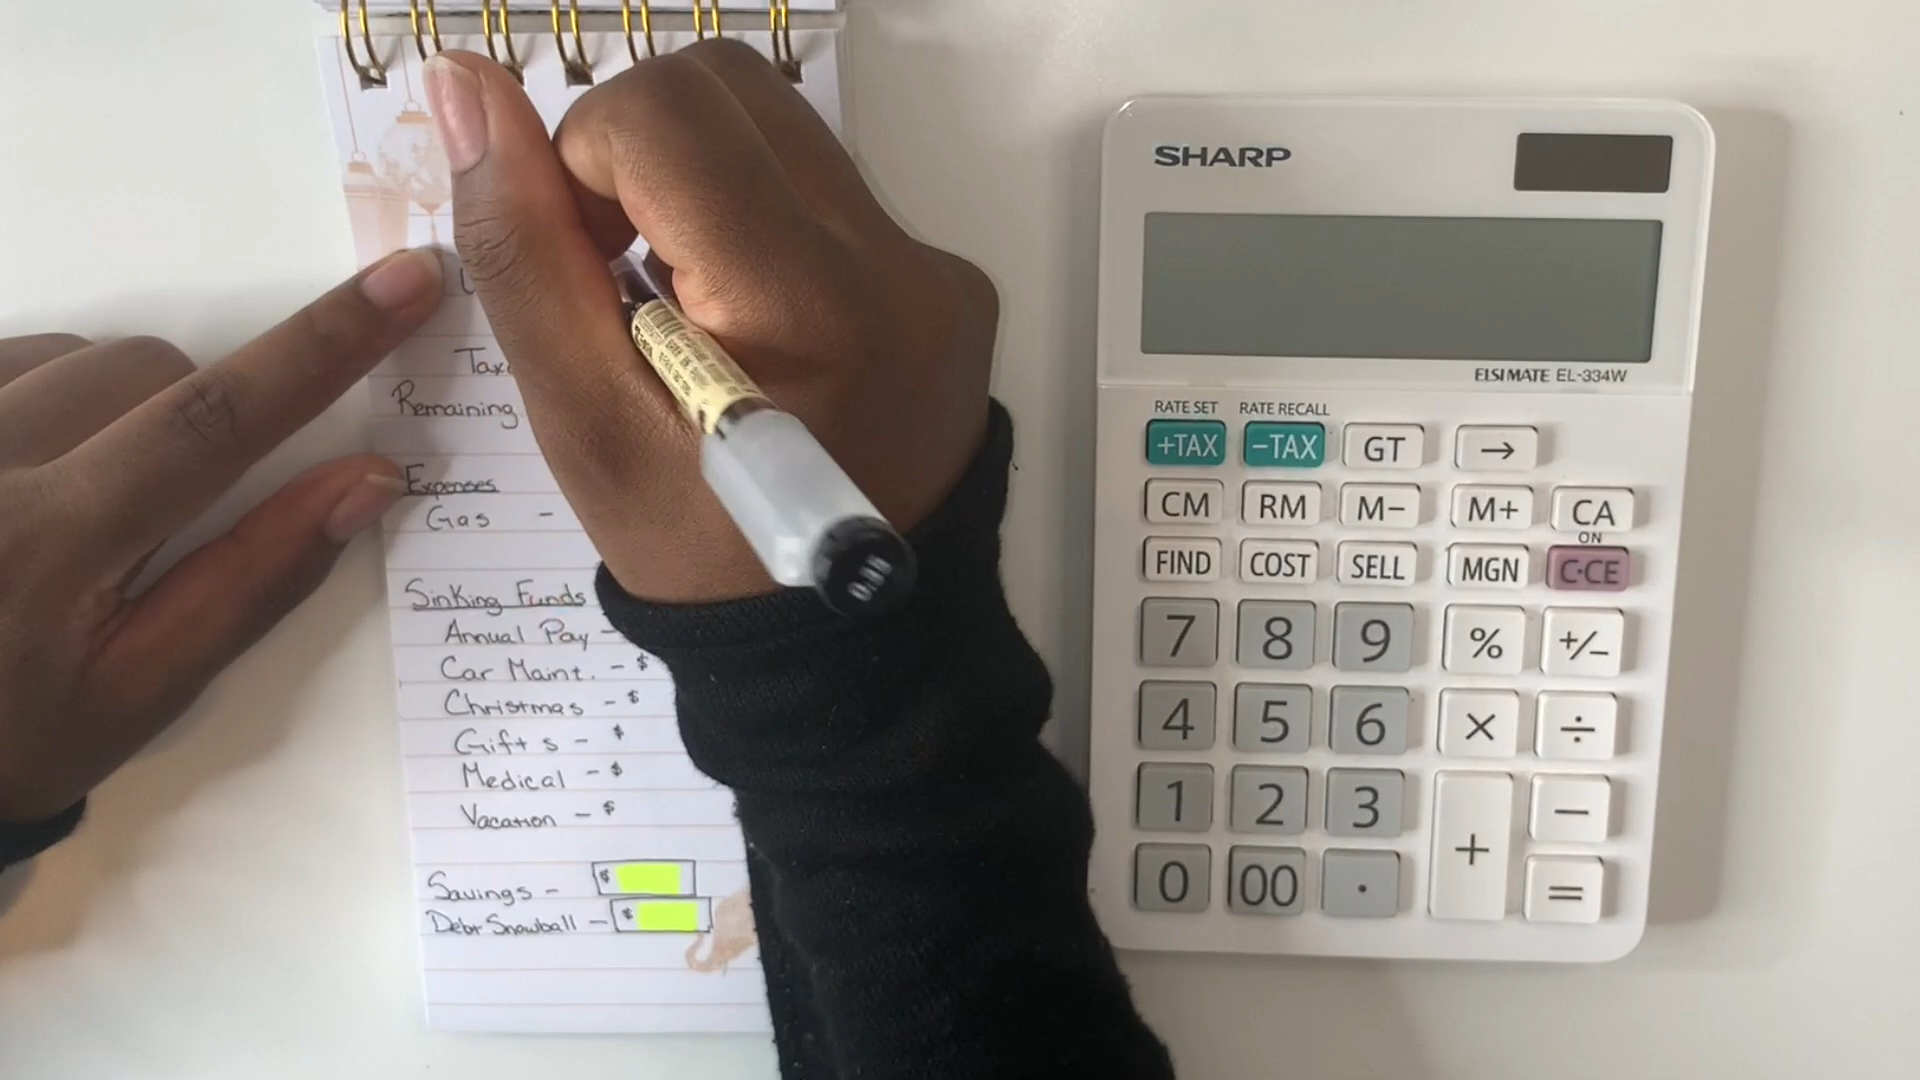 Remaining
Expenses
Gas -
Sinking Funds
Annual Pay -
Car Maint. - $
Christmas - $
Gifts - $
Medical - $
Vacation - $
Savings - $
Debt Snowball - $
SHARP
ELSIMATE EL-334W
RATE SET RATE RECALL
+TAX -TAX GT →
CM RM M- M+ CA
ON
FIND COST SELL MGN C·CE
7 8 9 % +/-
4 5 6 × ÷
1 2 3 + -
0 00 . =